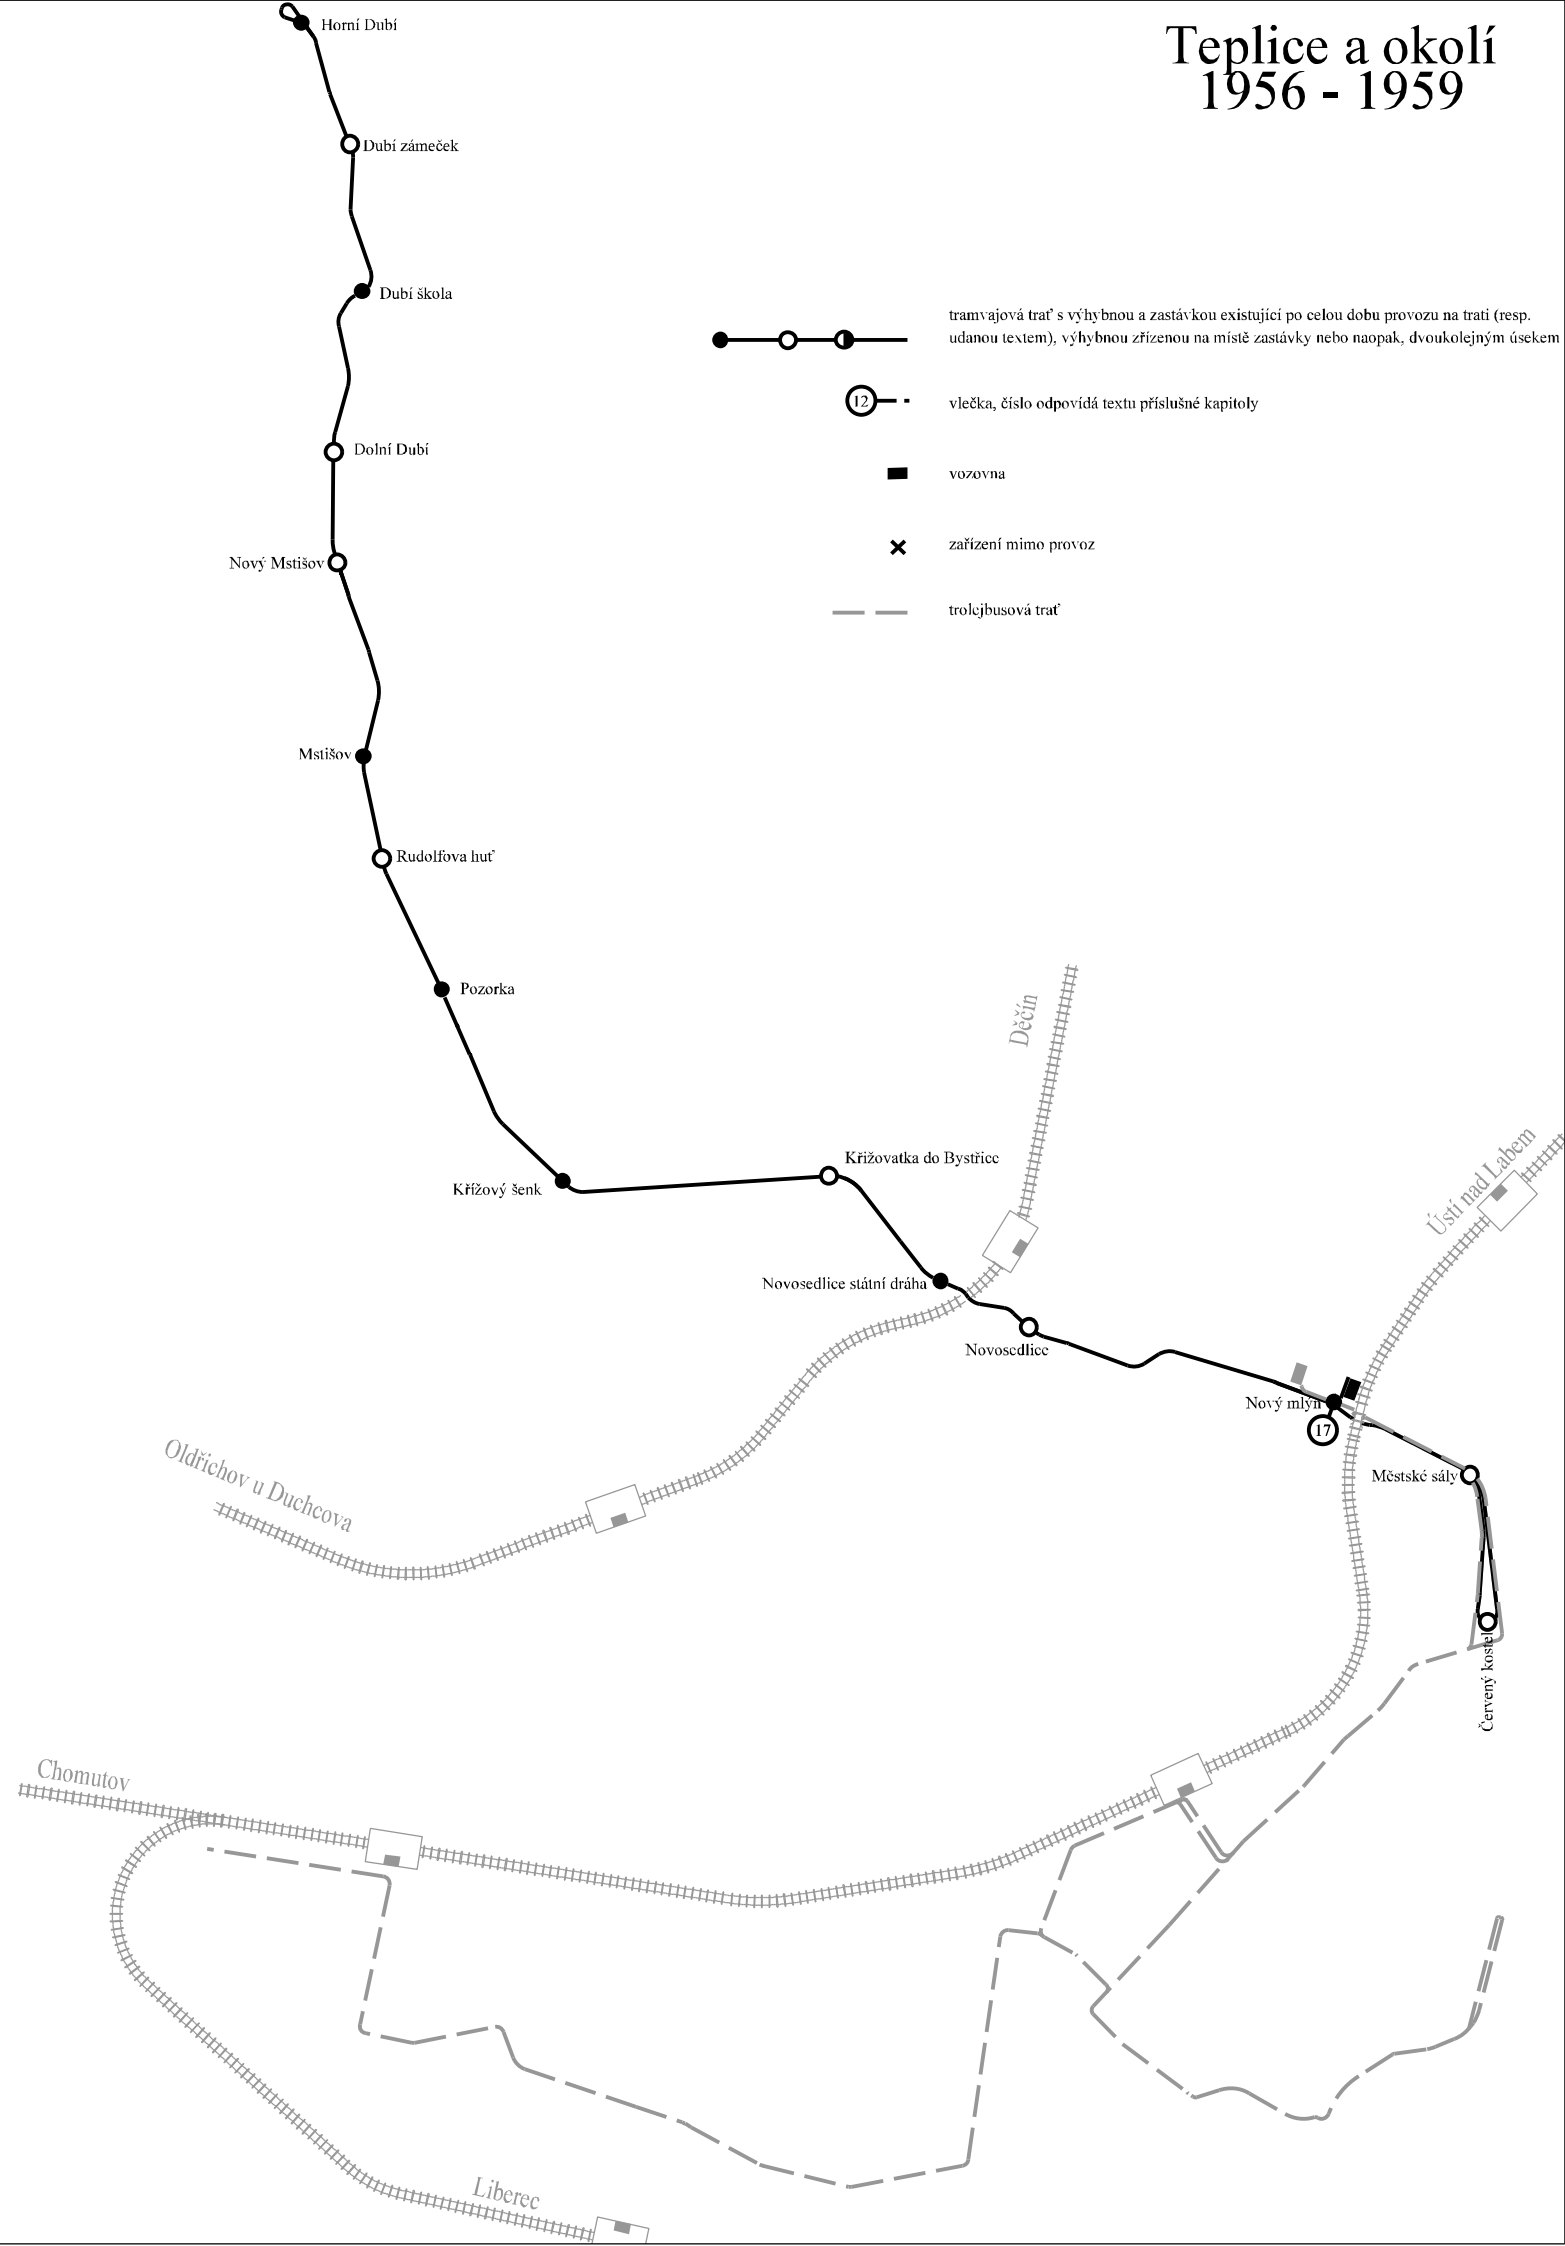 Teplice a okolí
1956 - 1959
Horní Dubí
Dubí zámeček
Dubí škola
tramvajová trať s výhybnou a zastávkou existující po celou dobu provozu na trati (resp.
udanou textem), výhybnou zřízenou na místě zastávky nebo naopak, dvoukolejným úsekem
12
vlečka, číslo odpovídá textu příslušné kapitoly
Dolní Dubí
vozovna
zařízení mimo provoz
Nový Mstišov
trolejbusová trať
Mstišov
Rudolfova huť
Pozorka
Děčín
Křižovatka do Bystřice
Ústí nad Labem
Křížový šenk
Novosedlice státní dráha
Novosedlice
Nový mlýn
17
Městské sály
Oldřichov u Duchcova
Červený kostel
Chomutov
Liberec